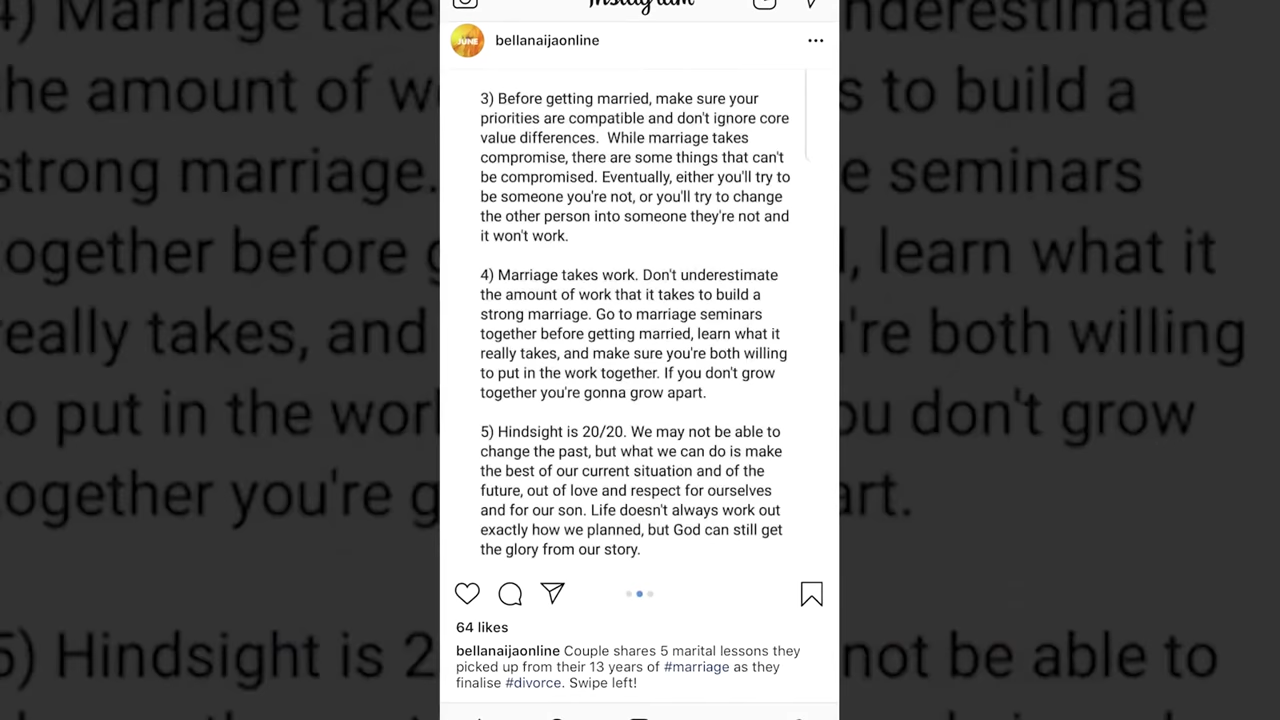 Instagram
JUNE
bellanaijaonline
3) Before getting married, make sure your
priorities are compatible and don't ignore core
value differences.  While marriage takes
compromise, there are some things that can't
be compromised. Eventually, either you'll try to
be someone you're not, or you'll try to change
the other person into someone they're not and
it won't work.
4) Marriage takes work. Don't underestimate
the amount of work that it takes to build a
strong marriage. Go to marriage seminars
together before getting married, learn what it
really takes, and make sure you're both willing
to put in the work together. If you don't grow
together you're gonna grow apart.
5) Hindsight is 20/20. We may not be able to
change the past, but what we can do is make
the best of our current situation and of the
future, out of love and respect for ourselves
and for our son. Life doesn't always work out
exactly how we planned, but God can still get
the glory from our story.
64 likes
bellanaijaonline Couple shares 5 marital lessons they
picked up from their 13 years of #marriage as they
finalise #divorce. Swipe left!